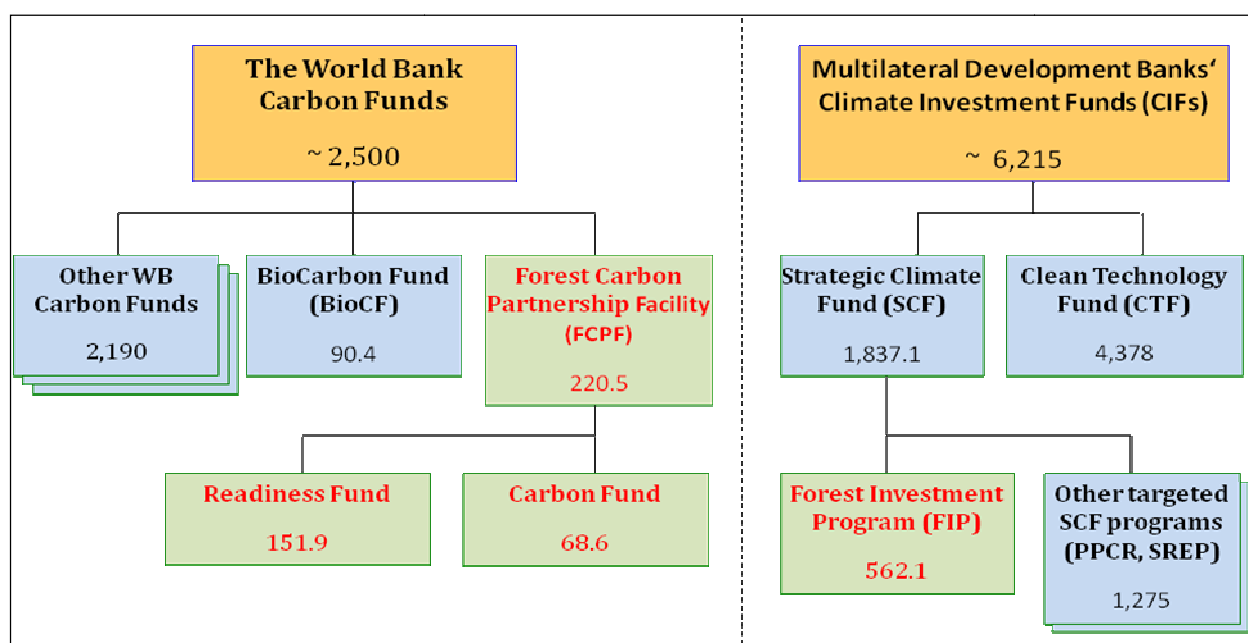 The World Bank
Carbon Funds
~ 2,500
Multilateral Development Banks‘
Climate Investment Funds (CIFs)
~ 6,215
Other WB
Carbon Funds
2,190
BioCarbon Fund
(BioCF)
90.4
Forest Carbon
Partnership Facility
(FCPF)
220.5
Strategic Climate
Fund (SCF)
1,837.1
Clean Technology
Fund (CTF)
4,378
Readiness Fund
151.9
Carbon Fund
68.6
Forest Investment
Program (FIP)
562.1
Other targeted
SCF programs
(PPCR, SREP)
1,275